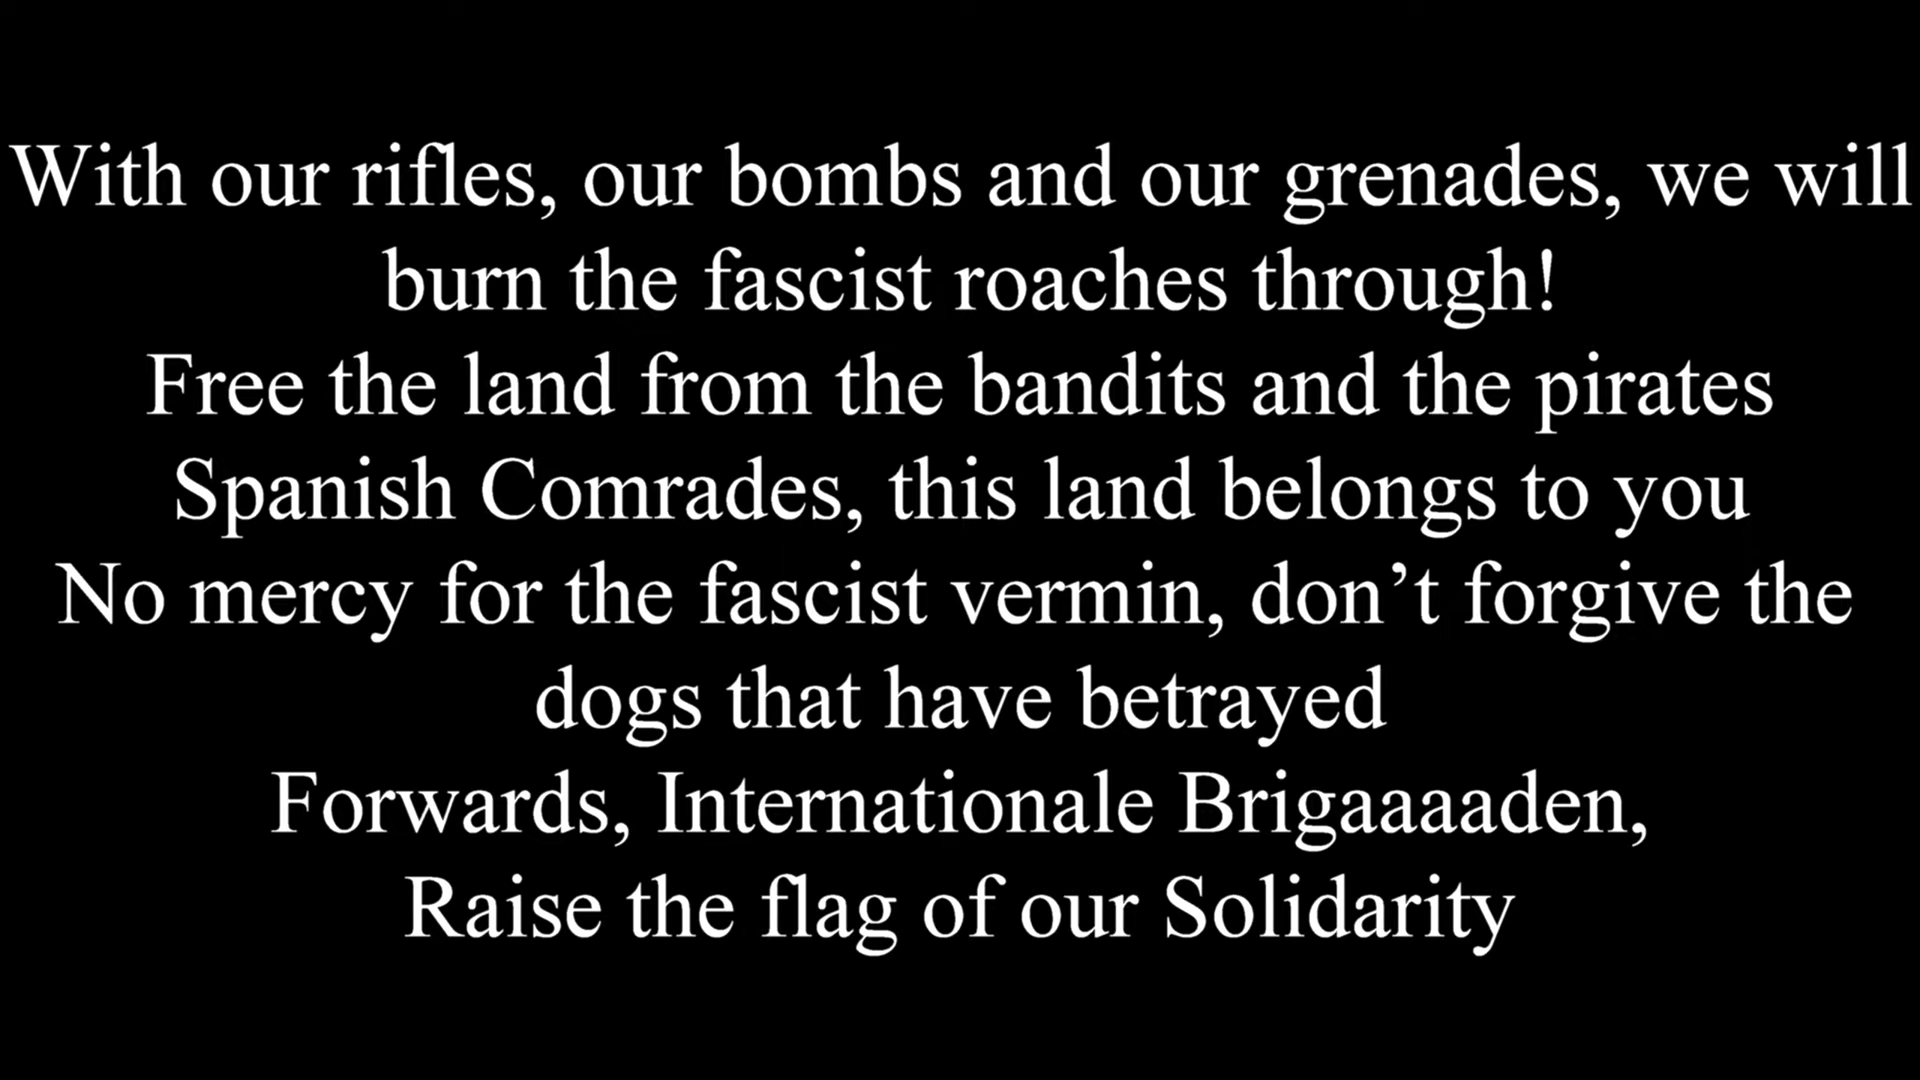 With our rifles, our bombs and our grenades, we will
burn the fascist roaches through!
Free the land from the bandits and the pirates
Spanish Comrades, this land belongs to you
No mercy for the fascist vermin, don’t forgive the
dogs that have betrayed
Forwards, Internationale Brigaaaaden,
Raise the flag of our Solidarity